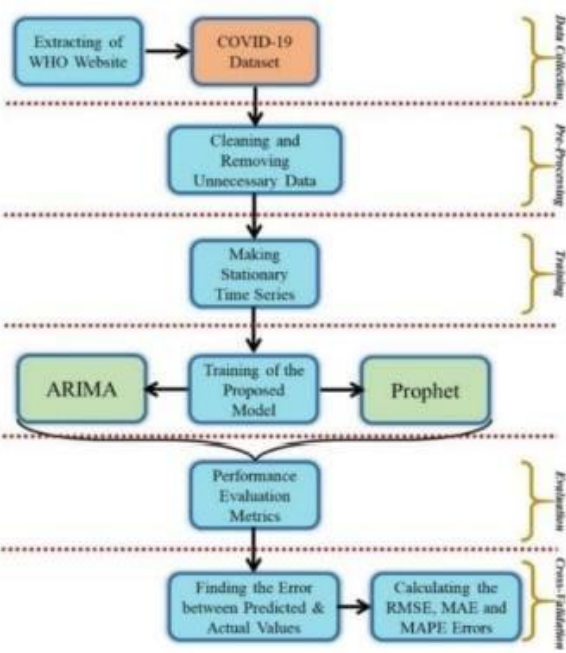 Extracting of
WHO Website
COVID-19
Dataset
Data Collection
Cleaning and
Removing
Unnecessary Data
Pre-Processing
Making
Stationary
Time Series
Training
ARIMA
Training of the
Proposed
Model
Prophet
Performance
Evaluation
Metrics
Evaluation
Finding the Error
between Predicted &
Actual Values
Calculating the
RMSE, MAE and
MAPE Errors
Cross-Validation